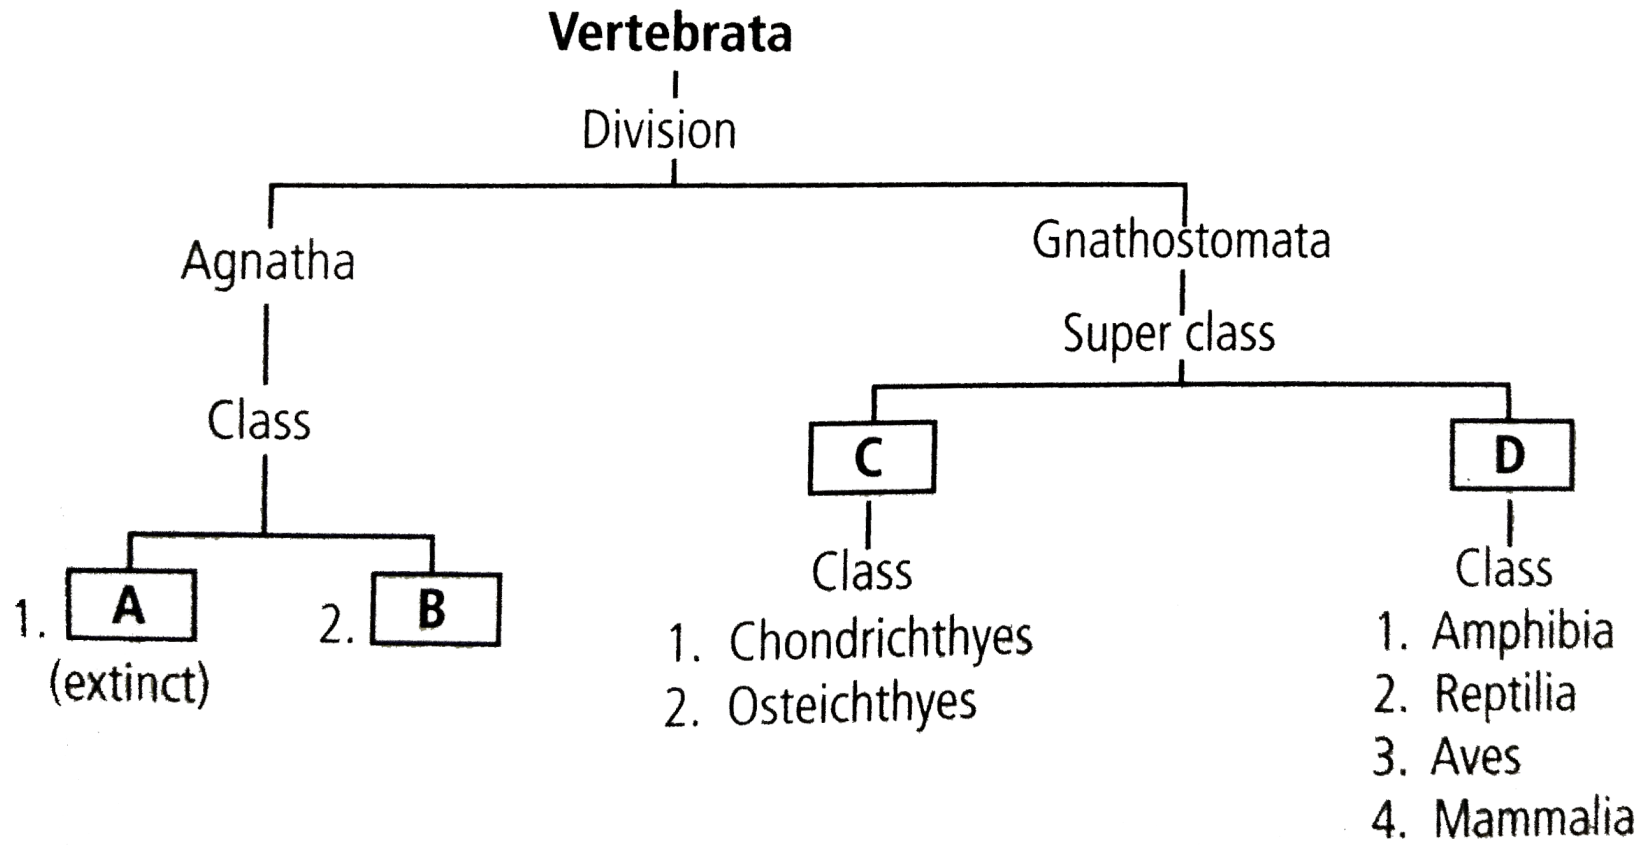 Vertebrata
Division
Agnatha
Gnathostomata
Super class
Class
C
D
A
B
1.
2.
(extinct)
Class
1. Chondrichthyes
2. Osteichthyes
Class
1. Amphibia
2. Reptilia
3. Aves
4. Mammalia